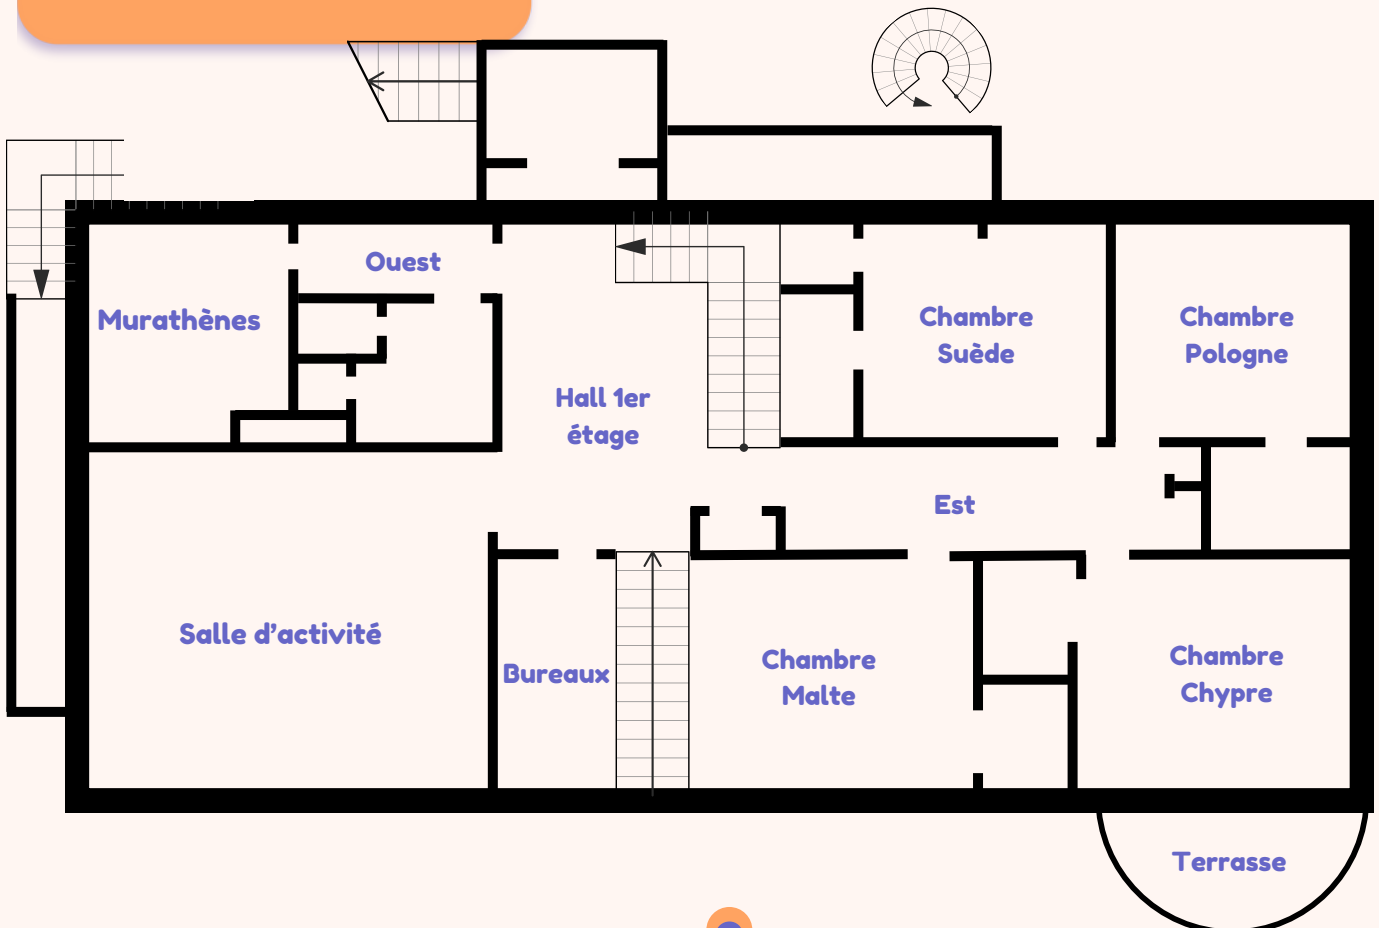 Ouest
Murathènes
Chambre
Suède
Chambre
Pologne
Hall 1er
étage
Est
Salle d’activité
Bureaux
Chambre
Malte
Chambre
Chypre
Terrasse